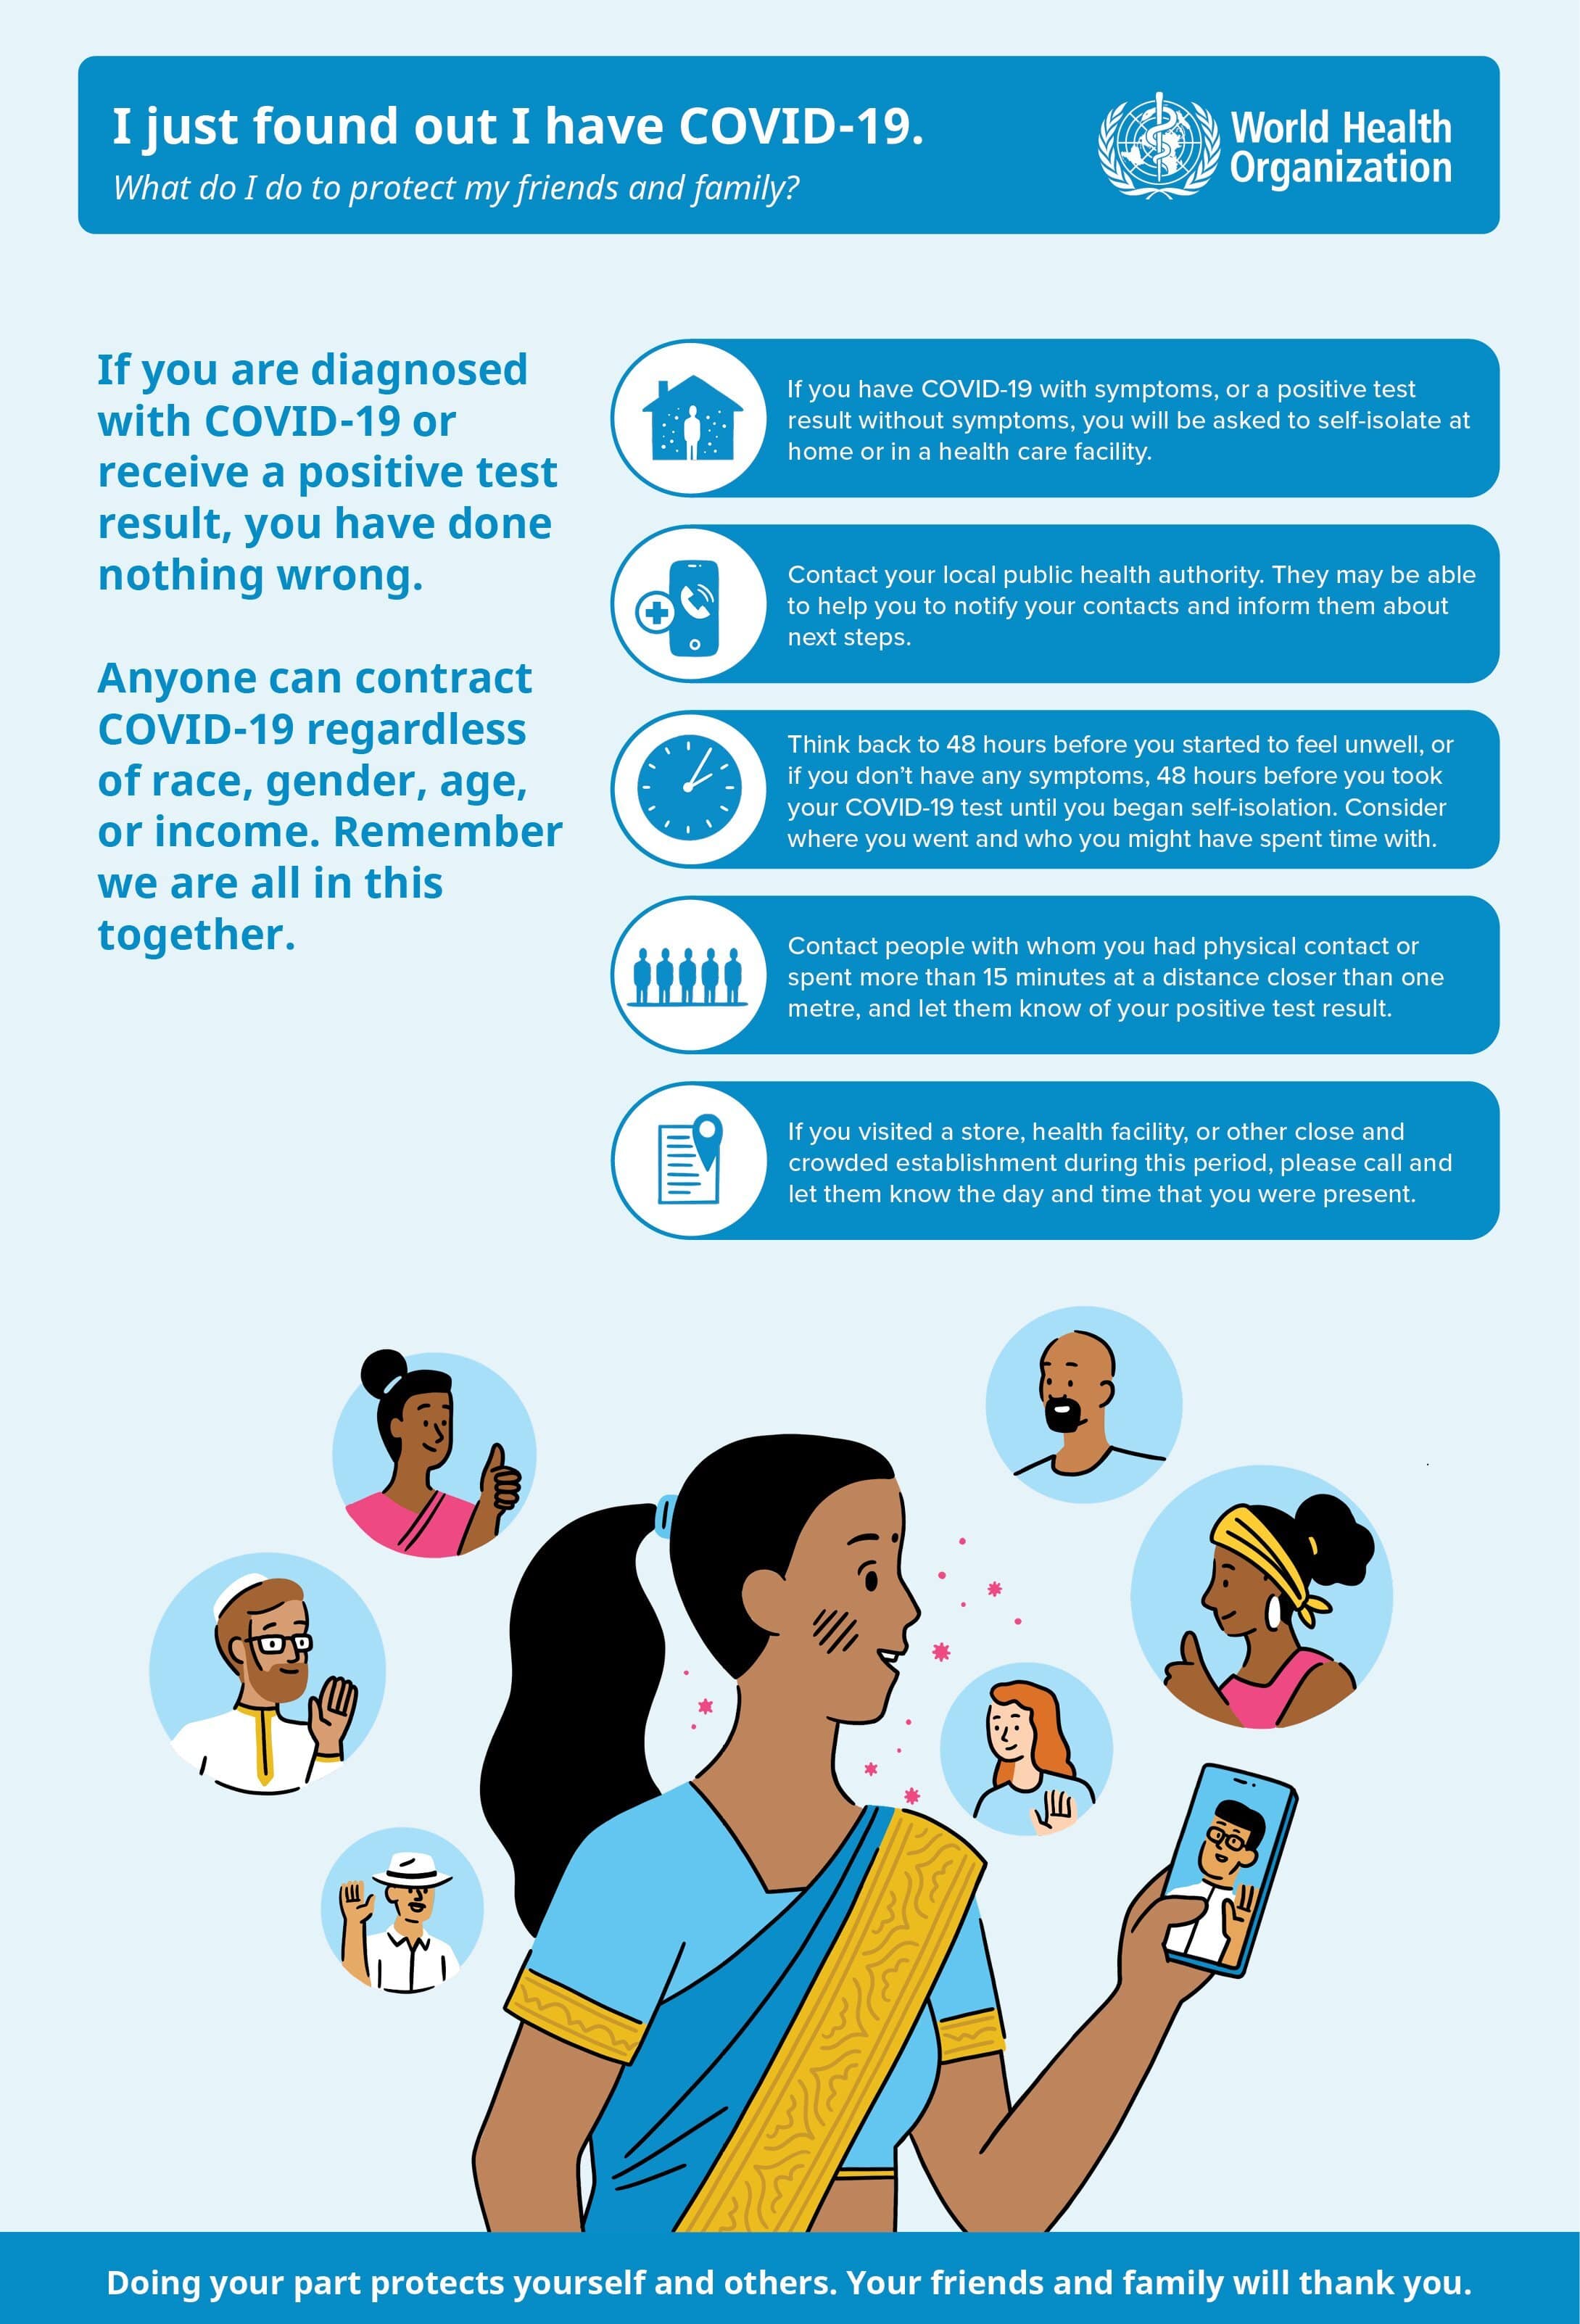 I just found out I have COVID-19.
What do I do to protect my friends and family?
World Health
Organization
If you are diagnosed
with COVID-19 or
receive a positive test
result, you have done
nothing wrong.
Anyone can contract
COVID-19 regardless
of race, gender, age,
or income. Remember
we are all in this
together.
If you have COVID-19 with symptoms, or a positive test
result without symptoms, you will be asked to self-isolate at
home or in a health care facility.
Contact your local public health authority. They may be able
to help you to notify your contacts and inform them about
next steps.
Think back to 48 hours before you started to feel unwell, or
if you don’t have any symptoms, 48 hours before you took
your COVID-19 test until you began self-isolation. Consider
where you went and who you might have spent time with.
Contact people with whom you had physical contact or
spent more than 15 minutes at a distance closer than one
metre, and let them know of your positive test result.
If you visited a store, health facility, or other close and
crowded establishment during this period, please call and
let them know the day and time that you were present.
Doing your part protects yourself and others. Your friends and family will thank you.